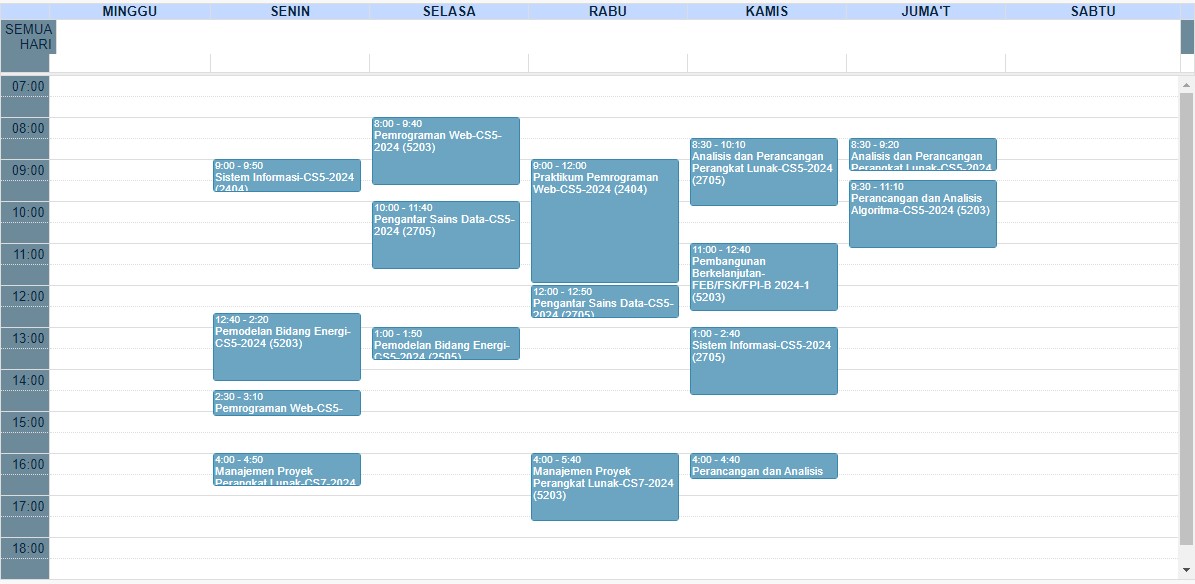 MINGGU SENIN SELASA RABU KAMIS JUMA'T SABTU
SEMUA
HARI
07:00
08:00
09:00
10:00
11:00
12:00
13:00
14:00
15:00
16:00
17:00
18:00
9:00 - 9:50
Sistem Informasi-CS5-2024
(2404)
12:40 - 2:20
Pemodelan Bidang Energi-
CS5-2024 (5203)
2:30 - 3:10
Pemrograman Web-CS5-
4:00 - 4:50
Manajemen Proyek
Perangkat Lunak-CS7-2024
8:00 - 9:40
Pemrograman Web-CS5-
2024 (5203)
10:00 - 11:40
Pengantar Sains Data-CS5-
2024 (2705)
1:00 - 1:50
Pemodelan Bidang Energi-
CS5-2024 (2505)
9:00 - 12:00
Praktikum Pemrograman
Web-CS5-2024 (2404)
12:00 - 12:50
Pengantar Sains Data-CS5-
2024 (2705)
4:00 - 5:40
Manajemen Proyek
Perangkat Lunak-CS7-2024
(5203)
8:30 - 10:10
Analisis dan Perancangan
Perangkat Lunak-CS5-2024
(2705)
11:00 - 12:40
Pembangunan
Berkelanjutan-
FEB/FSK/FPI-B 2024-1
(5203)
1:00 - 2:40
Sistem Informasi-CS5-2024
(2705)
4:00 - 4:40
Perancangan dan Analisis
8:30 - 9:20
Analisis dan Perancangan
Perangkat Lunak-CS5-2024
9:30 - 11:10
Perancangan dan Analisis
Algoritma-CS5-2024 (5203)